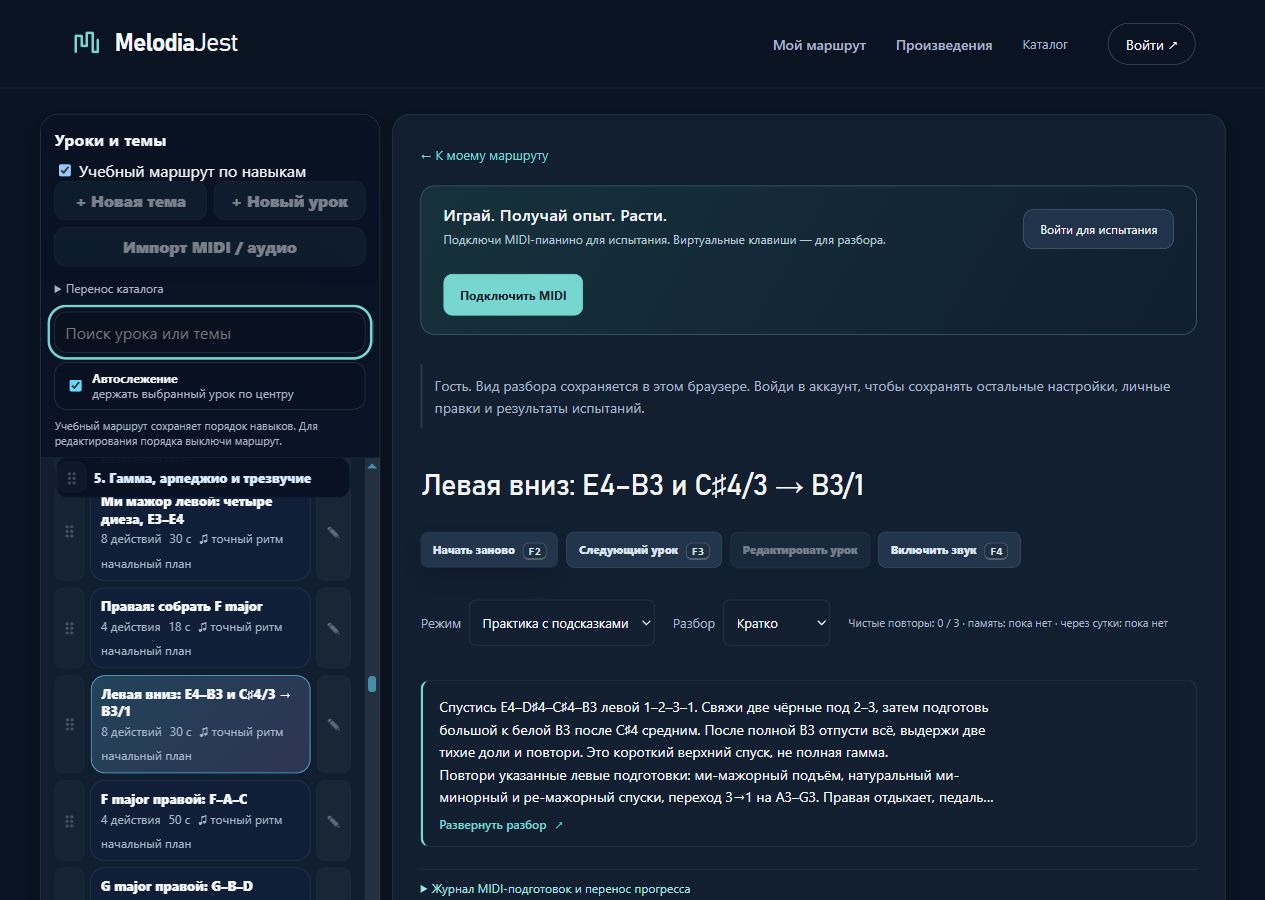 MelodiaJest
Мой маршрут
Произведения
Каталог
Войти ↗
Уроки и темы
Учебный маршрут по навыкам
+ Новая тема
+ Новый урок
Импорт MIDI / аудио
▶ Перенос каталога
Поиск урока или темы
Автослежение
держать выбранный урок по центру
Учебный маршрут сохраняет порядок навыков. Для
редактирования порядка выключи маршрут.
5. Гамма, арпеджио и трезвучие
Ми мажор левой: четыре
диеза, E3–E4
8 действий 30 с ♫ точный ритм
начальный план
Правая: собрать F major
4 действия 18 с ♫ точный ритм
начальный план
Левая вниз: E4–B3 и C♯4/3 →
B3/1
8 действий 30 с ♫ точный ритм
начальный план
F major правой: F–A–C
4 действия 50 с ♫ точный ритм
начальный план
G major правой: G–B–D
← К моему маршруту
Играй. Получай опыт. Расти.
Подключи MIDI-пианино для испытания. Виртуальные клавиши — для разбора.
Войти для испытания
Подключить MIDI
Гость. Вид разбора сохраняется в этом браузере. Войди в аккаунт, чтобы сохранять остальные настройки, личные
правки и результаты испытаний.
Левая вниз: E4–B3 и C♯4/3 → B3/1
Начать заново F2
Следующий урок F3
Редактировать урок
Включить звук F4
Режим
Практика с подсказками
Разбор
Кратко
Чистые повторы: 0 / 3 · память: пока нет · через сутки: пока нет
Спустись E4–D♯4–C♯4–B3 левой 1–2–3–1. Свяжи две чёрные под 2–3, затем подготовь
большой к белой B3 после C♯4 средним. После полной B3 отпусти всё, выдержи две
тихие доли и повтори. Это короткий верхний спуск, не полная гамма.
Повтори указанные левые подготовки: ми-мажорный подъём, натуральный ми-
минорный и ре-мажорный спуски, переход 3→1 на A3–G3. Правая отдыхает, педаль...
Развернуть разбор ↗
▶ Журнал MIDI-подготовок и перенос прогресса